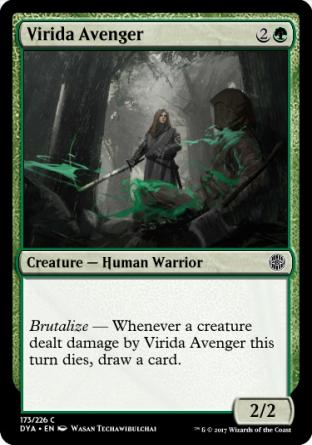 Virida Avenger 2
Creature — Human Warrior
Brutalize — Whenever a creature
dealt damage by Virida Avenger this
turn dies, draw a card.
2/2
173/226 C
DYA • EN WASAN TECHAWIBULCHAI
™ & © 2017 Wizards of the Coast